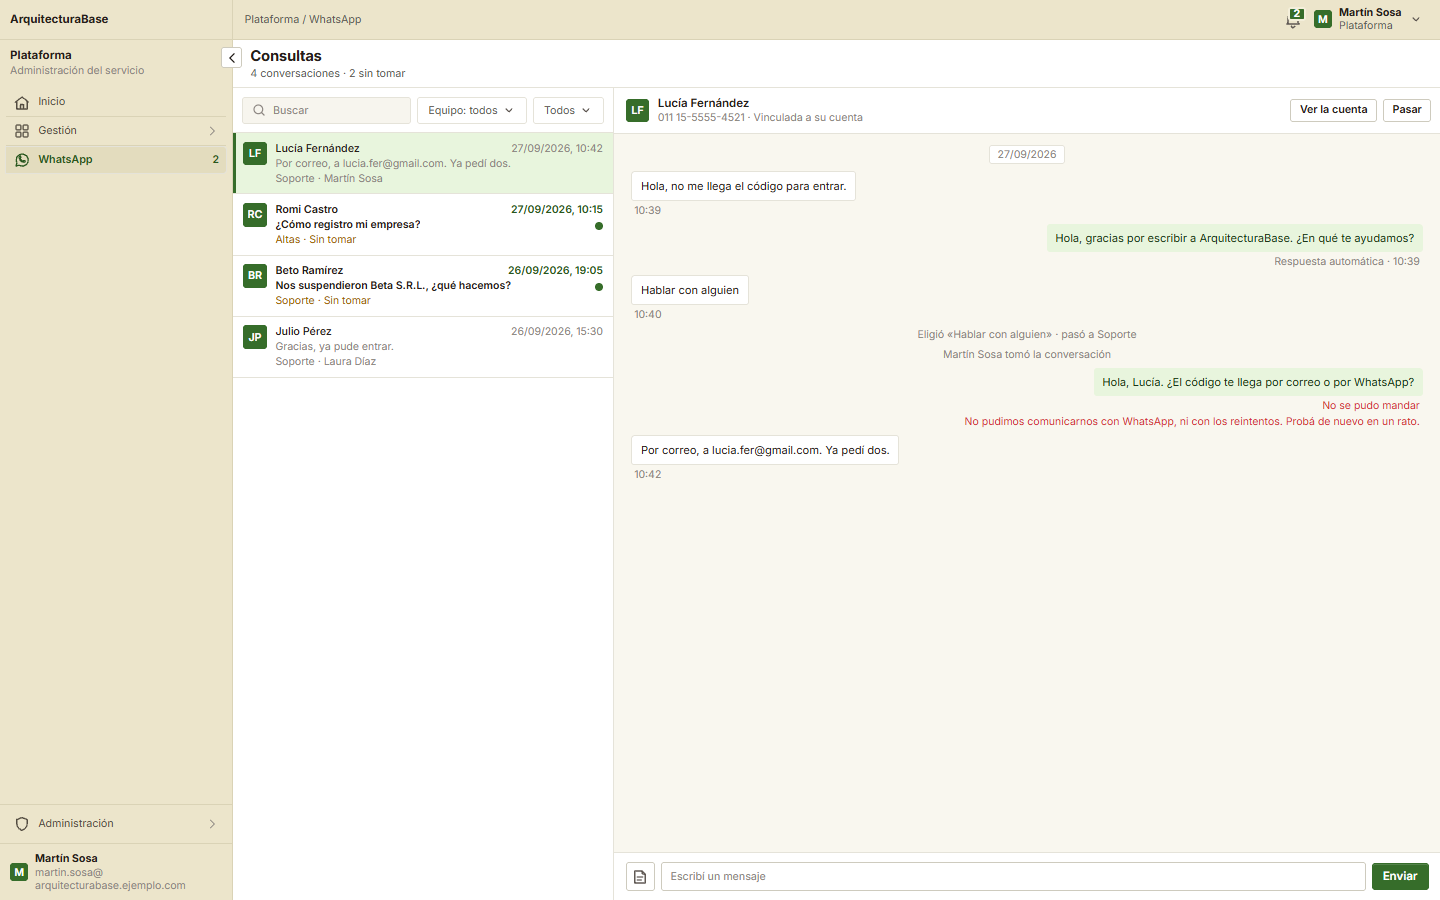 ArquitecturaBase
Plataforma / WhatsApp
2
M
Martín Sosa
Plataforma
Plataforma
Administración del servicio
Inicio
Gestión
WhatsApp
2
Administración
M
Martín Sosa
martin.sosa@
arquitecturabase.ejemplo.com
Consultas
4 conversaciones · 2 sin tomar
Buscar
Equipo: todos
Todos
LF
Lucía Fernández
27/09/2026, 10:42
Por correo, a lucia.fer@gmail.com. Ya pedí dos.
Soporte · Martín Sosa
RC
Romi Castro
27/09/2026, 10:15
¿Cómo registro mi empresa?
Altas · Sin tomar
BR
Beto Ramírez
26/09/2026, 19:05
Nos suspendieron Beta S.R.L., ¿qué hacemos?
Soporte · Sin tomar
JP
Julio Pérez
26/09/2026, 15:30
Gracias, ya pude entrar.
Soporte · Laura Díaz
LF
Lucía Fernández
011 15-5555-4521 · Vinculada a su cuenta
Ver la cuenta
Pasar
27/09/2026
Hola, no me llega el código para entrar.
10:39
Hola, gracias por escribir a ArquitecturaBase. ¿En qué te ayudamos?
Respuesta automática · 10:39
Hablar con alguien
10:40
Eligió «Hablar con alguien» · pasó a Soporte
Martín Sosa tomó la conversación
Hola, Lucía. ¿El código te llega por correo o por WhatsApp?
No se pudo mandar
No pudimos comunicarnos con WhatsApp, ni con los reintentos. Probá de nuevo en un rato.
Por correo, a lucia.fer@gmail.com. Ya pedí dos.
10:42
Escribí un mensaje
Enviar